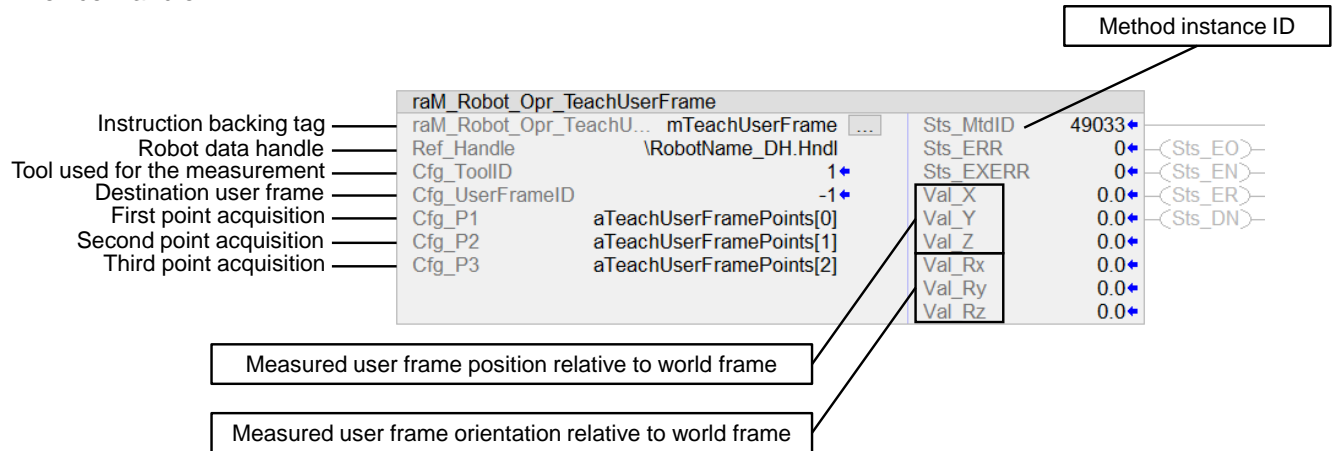 Method instance ID
raM_Robot_Opr_TeachUserFrame
Instruction backing tag raM_Robot_Opr_TeachU... mTeachUserFrame ... Sts_MtdID 49033
Robot data handle Ref_Handle \RobotName_DH.Hndl Sts_ERR 0 (Sts_EO)
Tool used for the measurement Cfg_ToolID 1 Sts_EXERR 0 (Sts_EN)
Destination user frame Cfg_UserFrameID -1 Val_X 0.0 (Sts_ER)
First point acquisition Cfg_P1 aTeachUserFramePoints[0] Val_Y 0.0 (Sts_DN)
Second point acquisition Cfg_P2 aTeachUserFramePoints[1] Val_Z 0.0
Third point acquisition Cfg_P3 aTeachUserFramePoints[2] Val_Rx 0.0
Val_Ry 0.0
Val_Rz 0.0
Measured user frame position relative to world frame
Measured user frame orientation relative to world frame